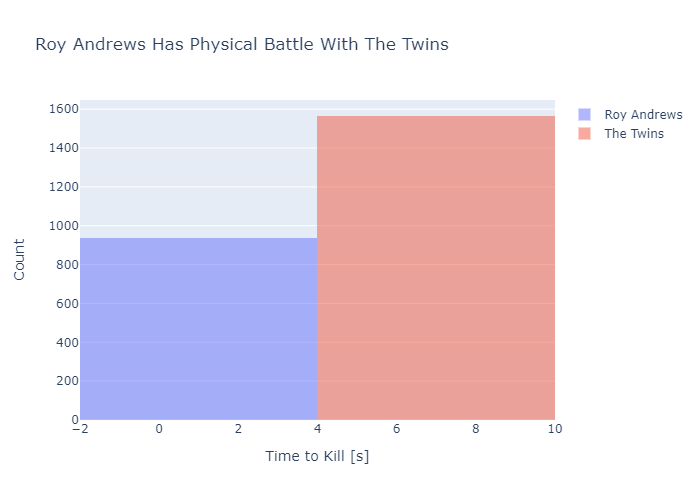 Roy Andrews Has Physical Battle With The Twins
1600
1400
1200
1000
800
600
400
200
0
−2 0 2 4 6 8 10
Count
Time to Kill [s]
Roy Andrews
The Twins